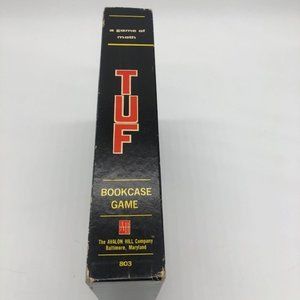 a game of
math
TUF
BOOKCASE
GAME
The AVALON HILL Company
Baltimore, Maryland
803